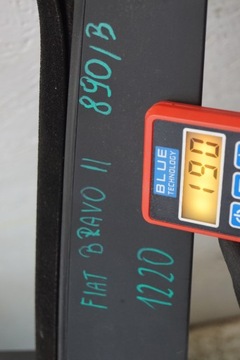 FIAT BRAVO II 890/B
1220
BLUE
TECHNOLOGY
190